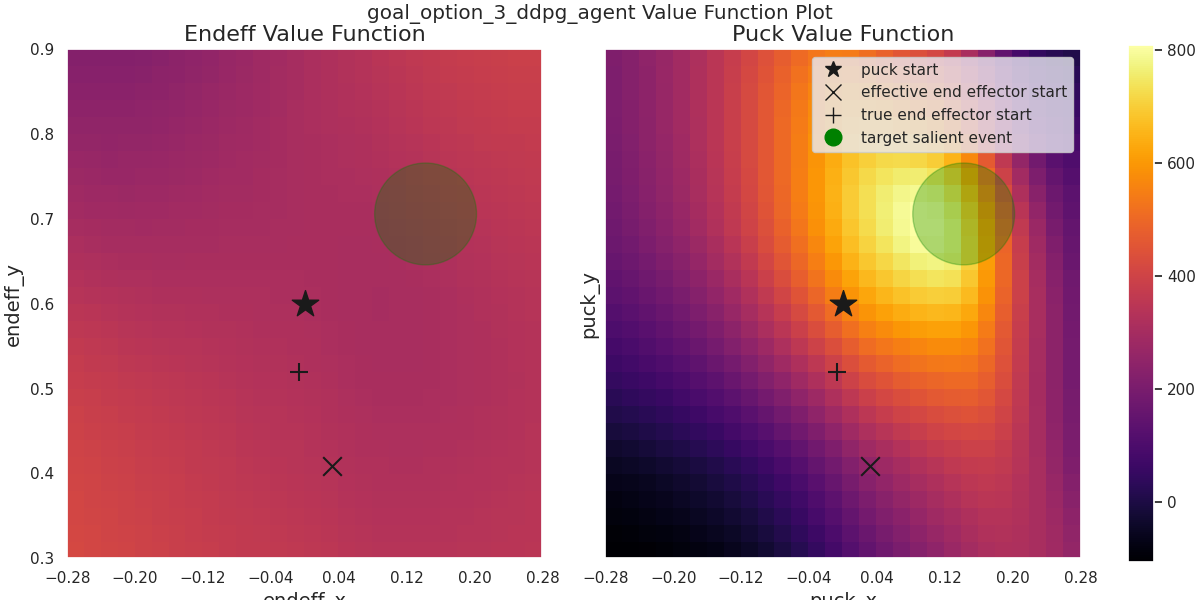 goal_option_3_ddpg_agent Value Function Plot
Endeff Value Function
Puck Value Function
puck start
effective end effector start
true end effector start
target salient event
endeff_y
0.9
0.8
0.7
0.6
0.5
0.4
0.3
−0.28 −0.20 −0.12 −0.04 0.04 0.12 0.20 0.28
endeff_x
puck_y
−0.28 −0.20 −0.12 −0.04 0.04 0.12 0.20 0.28
puck_x
800
600
400
200
0